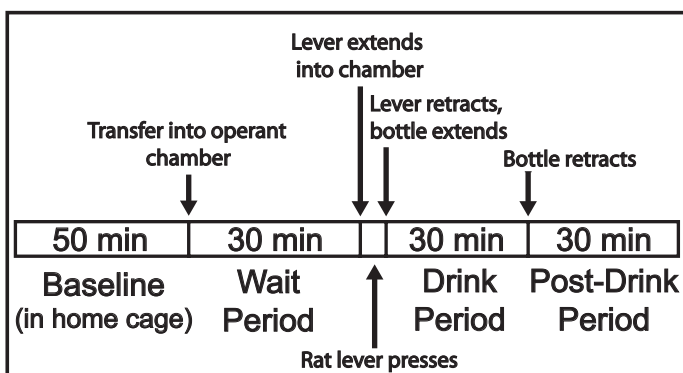 Lever extends
into chamber
Lever retracts,
bottle extends
Transfer into operant
chamber
Bottle retracts
50 min
30 min
30 min
30 min
Baseline
(in home cage)
Wait
Period
Drink
Period
Post-Drink
Period
Rat lever presses